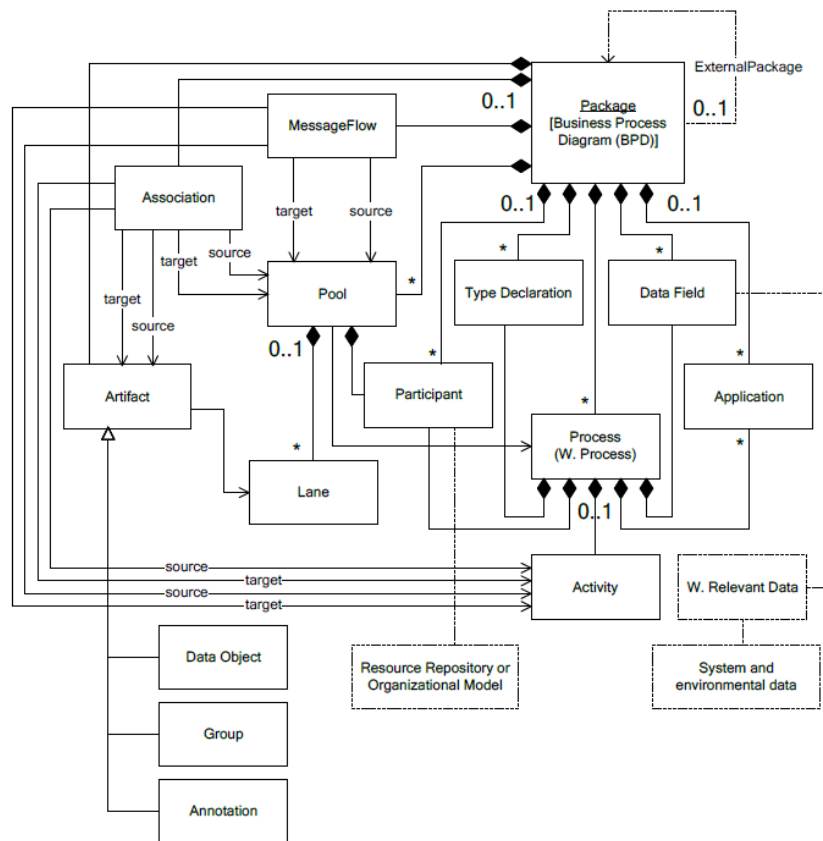 ExternalPackage
0..1
Package
[Business Process
Diagram (BPD)]
0..1
MessageFlow
Association
target
source
0..1
0..1
source
target
target
source
*
*
*
Pool
*
Type Declaration
Data Field
0..1
Artifact
*
Participant
*
Application
*
*
Process
(W. Process)
*
Lane
0..1
source
target
source
target
Activity
W. Relevant Data
Data Object
Resource Repository or
Organizational Model
System and
environmental data
Group
Annotation